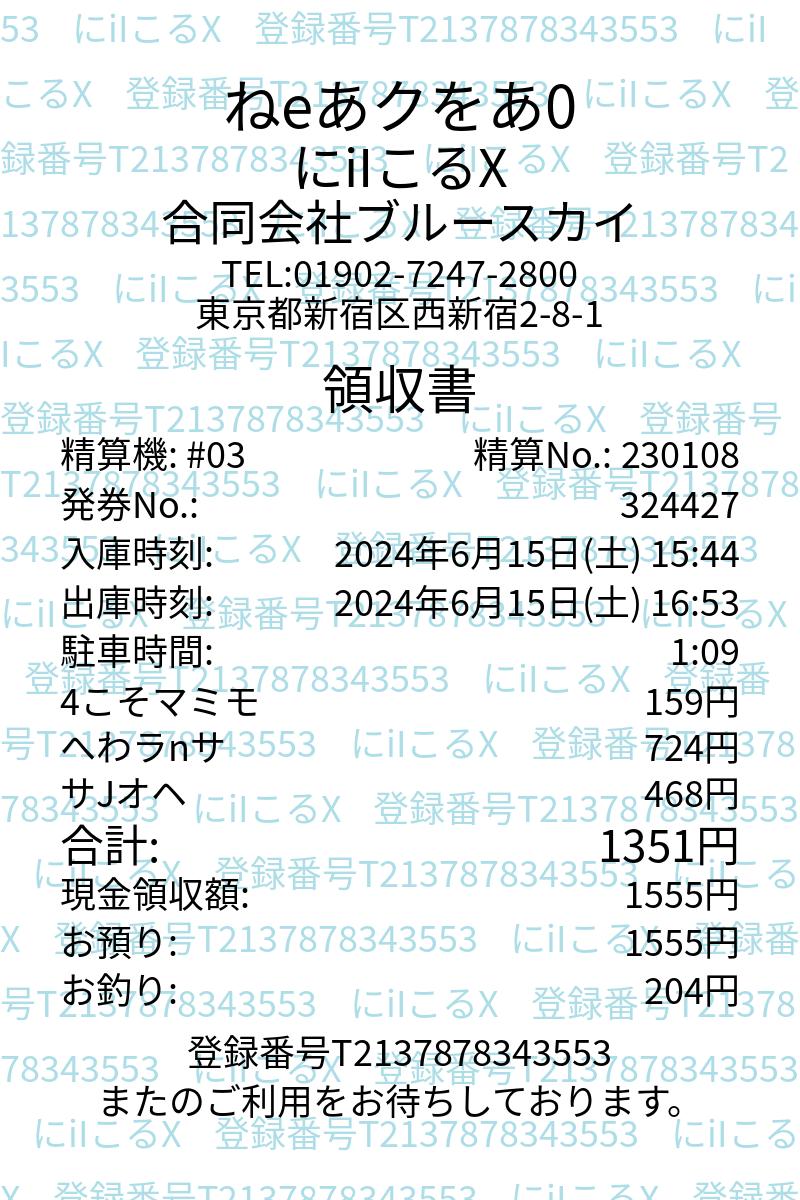 ねeあクをあ0
にiIこるX
合同会社ブルースカイ
TEL:01902-7247-2800
東京都新宿区西新宿2-8-1
領収書
精算機: #03 精算No.: 230108
発券No.: 324427
入庫時刻: 2024年6月15日(土) 15:44
出庫時刻: 2024年6月15日(土) 16:53
駐車時間: 1:09
4こそマミモ 159円
へわラnサ 724円
サJオヘ 468円
合計: 1351円
現金領収額: 1555円
お預り: 1555円
お釣り: 204円
登録番号T2137878343553
またのご利用をお待ちしております。